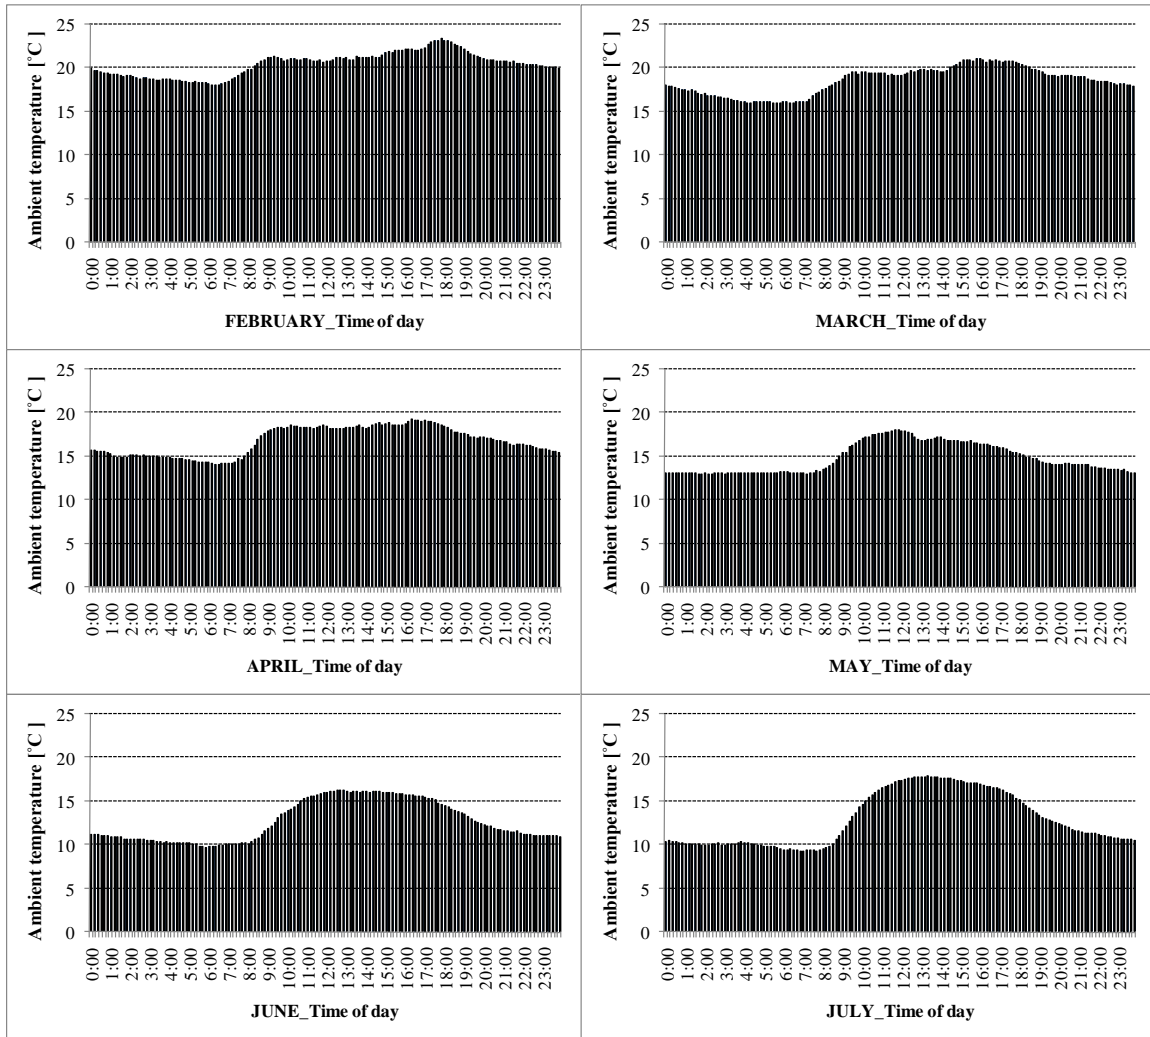 Ambient temperature [˚C ]
25
20
15
10
5
0
0:00 1:00 2:00 3:00 4:00 5:00 6:00 7:00 8:00 9:00 10:00 11:00 12:00 13:00 14:00 15:00 16:00 17:00 18:00 19:00 20:00 21:00 22:00 23:00
FEBRUARY_Time of day
Ambient temperature [˚C ]
25
20
15
10
5
0
0:00 1:00 2:00 3:00 4:00 5:00 6:00 7:00 8:00 9:00 10:00 11:00 12:00 13:00 14:00 15:00 16:00 17:00 18:00 19:00 20:00 21:00 22:00 23:00
MARCH_Time of day
Ambient temperature [˚C ]
25
20
15
10
5
0
0:00 1:00 2:00 3:00 4:00 5:00 6:00 7:00 8:00 9:00 10:00 11:00 12:00 13:00 14:00 15:00 16:00 17:00 18:00 19:00 20:00 21:00 22:00 23:00
APRIL_Time of day
Ambient temperature [˚C ]
25
20
15
10
5
0
0:00 1:00 2:00 3:00 4:00 5:00 6:00 7:00 8:00 9:00 10:00 11:00 12:00 13:00 14:00 15:00 16:00 17:00 18:00 19:00 20:00 21:00 22:00 23:00
MAY_Time of day
Ambient temperature [˚C ]
25
20
15
10
5
0
0:00 1:00 2:00 3:00 4:00 5:00 6:00 7:00 8:00 9:00 10:00 11:00 12:00 13:00 14:00 15:00 16:00 17:00 18:00 19:00 20:00 21:00 22:00 23:00
JUNE_Time of day
Ambient temperature [˚C ]
25
20
15
10
5
0
0:00 1:00 2:00 3:00 4:00 5:00 6:00 7:00 8:00 9:00 10:00 11:00 12:00 13:00 14:00 15:00 16:00 17:00 18:00 19:00 20:00 21:00 22:00 23:00
JULY_Time of day